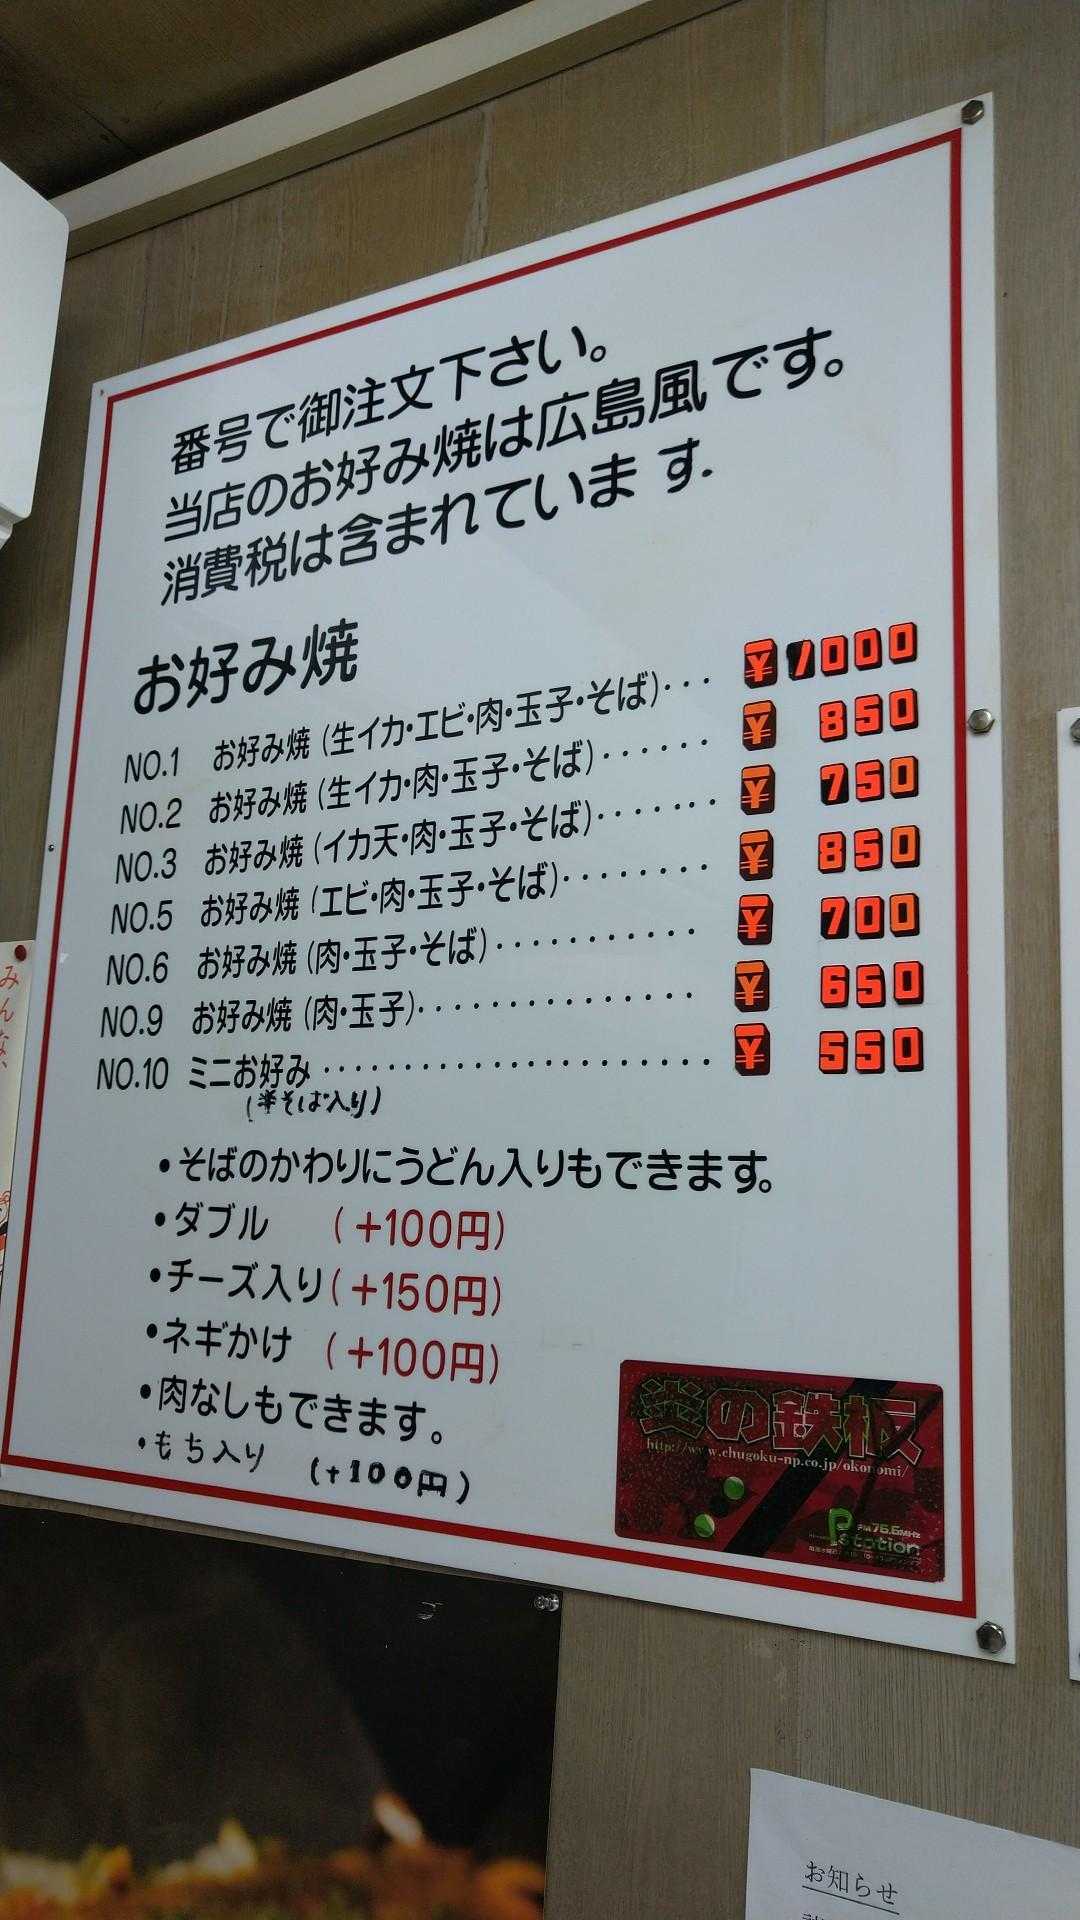 番号で御注文下さい。
当店のお好み焼は広島風です。
消費税は含まれています.
お好み焼
NO.1 お好み焼(生イカ・エビ・肉・玉子・そば)・・・ ¥1000
NO.2 お好み焼(生イカ・肉・玉子・そば)・・・・・・ ¥850
NO.3 お好み焼(イカ天・肉・玉子・そば)・・・・・・・ ¥750
NO.5 お好み焼(エビ・肉・玉子・そば)・・・・・・・・ ¥850
NO.6 お好み焼(肉・玉子・そば)・・・・・・・・・・・ ¥700
NO.9 お好み焼(肉・玉子)・・・・・・・・・・・・・・・ ¥650
NO.10 ミニお好み・・・・・・・・・・・・・・・・・・・・・ ¥550
(※そば入り)
・そばのかわりにうどん入りもできます。
・ダブル (+100円)
・チーズ入り(+150円)
・ネギかけ (+100円)
・肉なしもできます。
・もち入り (+100円)
炎の鉄板
http://www.chugoku-np.co.jp/okonomi/
FM76.6MHz
P station
みんな、
お知らせ